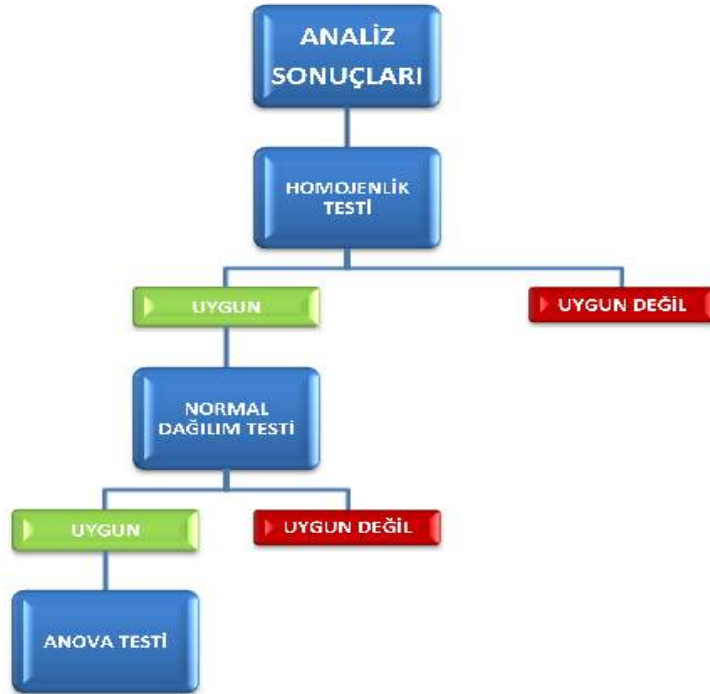 ANALİZ
SONUÇLARI
HOMOJENLİK
TESTİ
UYGUN
UYGUN DEĞİL
NORMAL
DAĞILIM TESTİ
UYGUN
UYGUN DEĞİL
ANOVA TESTİ